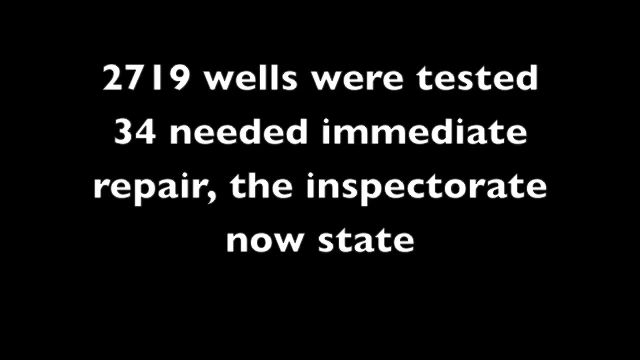 2719 wells were tested
34 needed immediate
repair, the inspectorate
now state